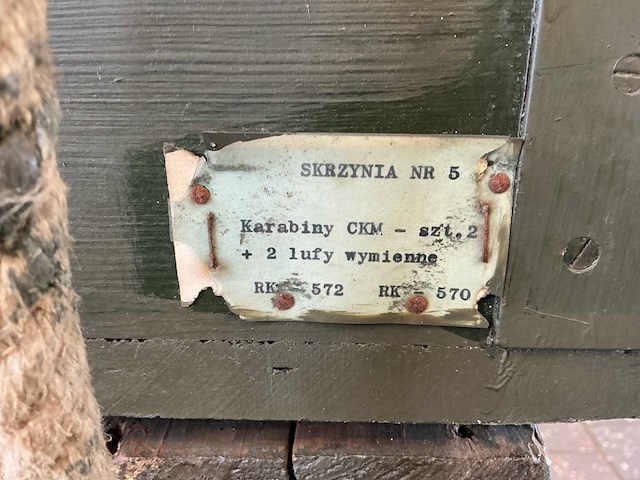 SKRZYNIA NR 5
Karabiny CKM - szt.2
+ 2 lufy wymienne
RK - 572 RK - 570